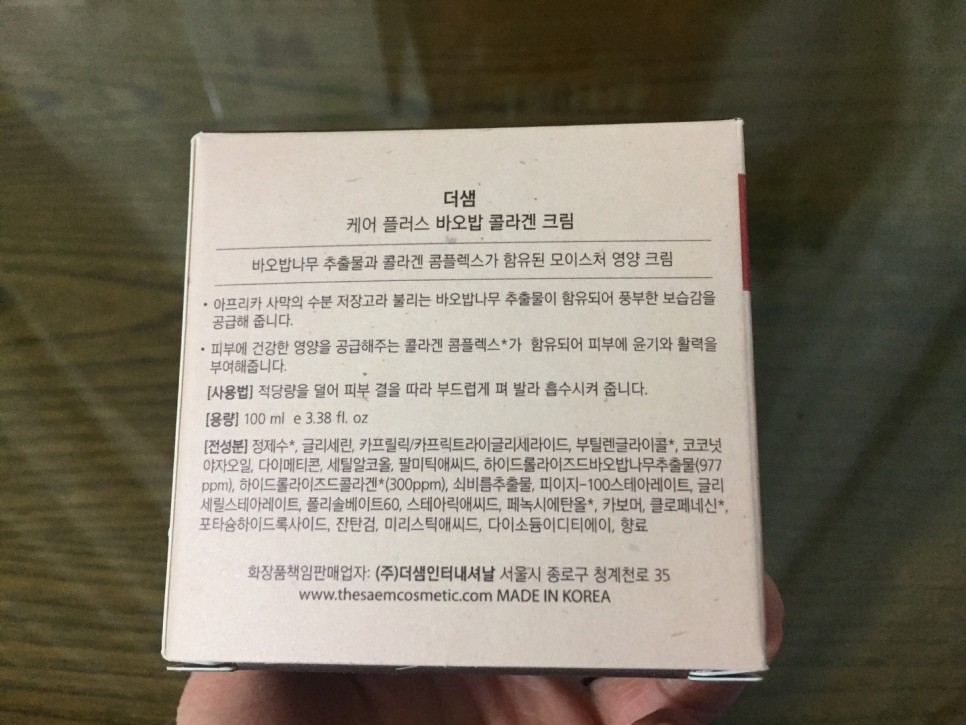 더샘
케어 플러스 바오밥 콜라겐 크림
바오밥나무 추출물과 콜라겐 콤플렉스가 함유된 모이스처 영양 크림
• 아프리카 사막의 수분 저장고라 불리는 바오밥나무 추출물이 함유되어 풍부한 보습감을
공급해 줍니다.
• 피부에 건강한 영양을 공급해주는 콜라겐 콤플렉스*가 함유되어 피부에 윤기와 활력을
부여해줍니다.
[사용법] 적당량을 덜어 피부 결을 따라 부드럽게 펴 발라 흡수시켜 줍니다.
[용량] 100 ml e 3.38 fl. oz
[전성분] 정제수*, 글리세린, 카프릴릭/카프릭트라이글리세라이드, 부틸렌글라이콜*, 코코넛
야자오일, 다이메티콘, 세틸알코올, 팔미틱애씨드, 하이드롤라이즈드바오밥나무추출물(977
ppm), 하이드롤라이즈드콜라겐*(300ppm), 쇠비름추출물, 피이지-100스테아레이트, 글리
세릴스테아레이트, 폴리솔베이트60, 스테아릭애씨드, 페녹시에탄올*, 카보머, 클로페네신*,
포타슘하이드록사이드, 잔탄검, 미리스틱애씨드, 다이소듐이디티에이, 향료
화장품책임판매업자: (주)더샘인터내셔날 서울시 종로구 청계천로 35
www.thesaemcosmetic.com MADE IN KOREA